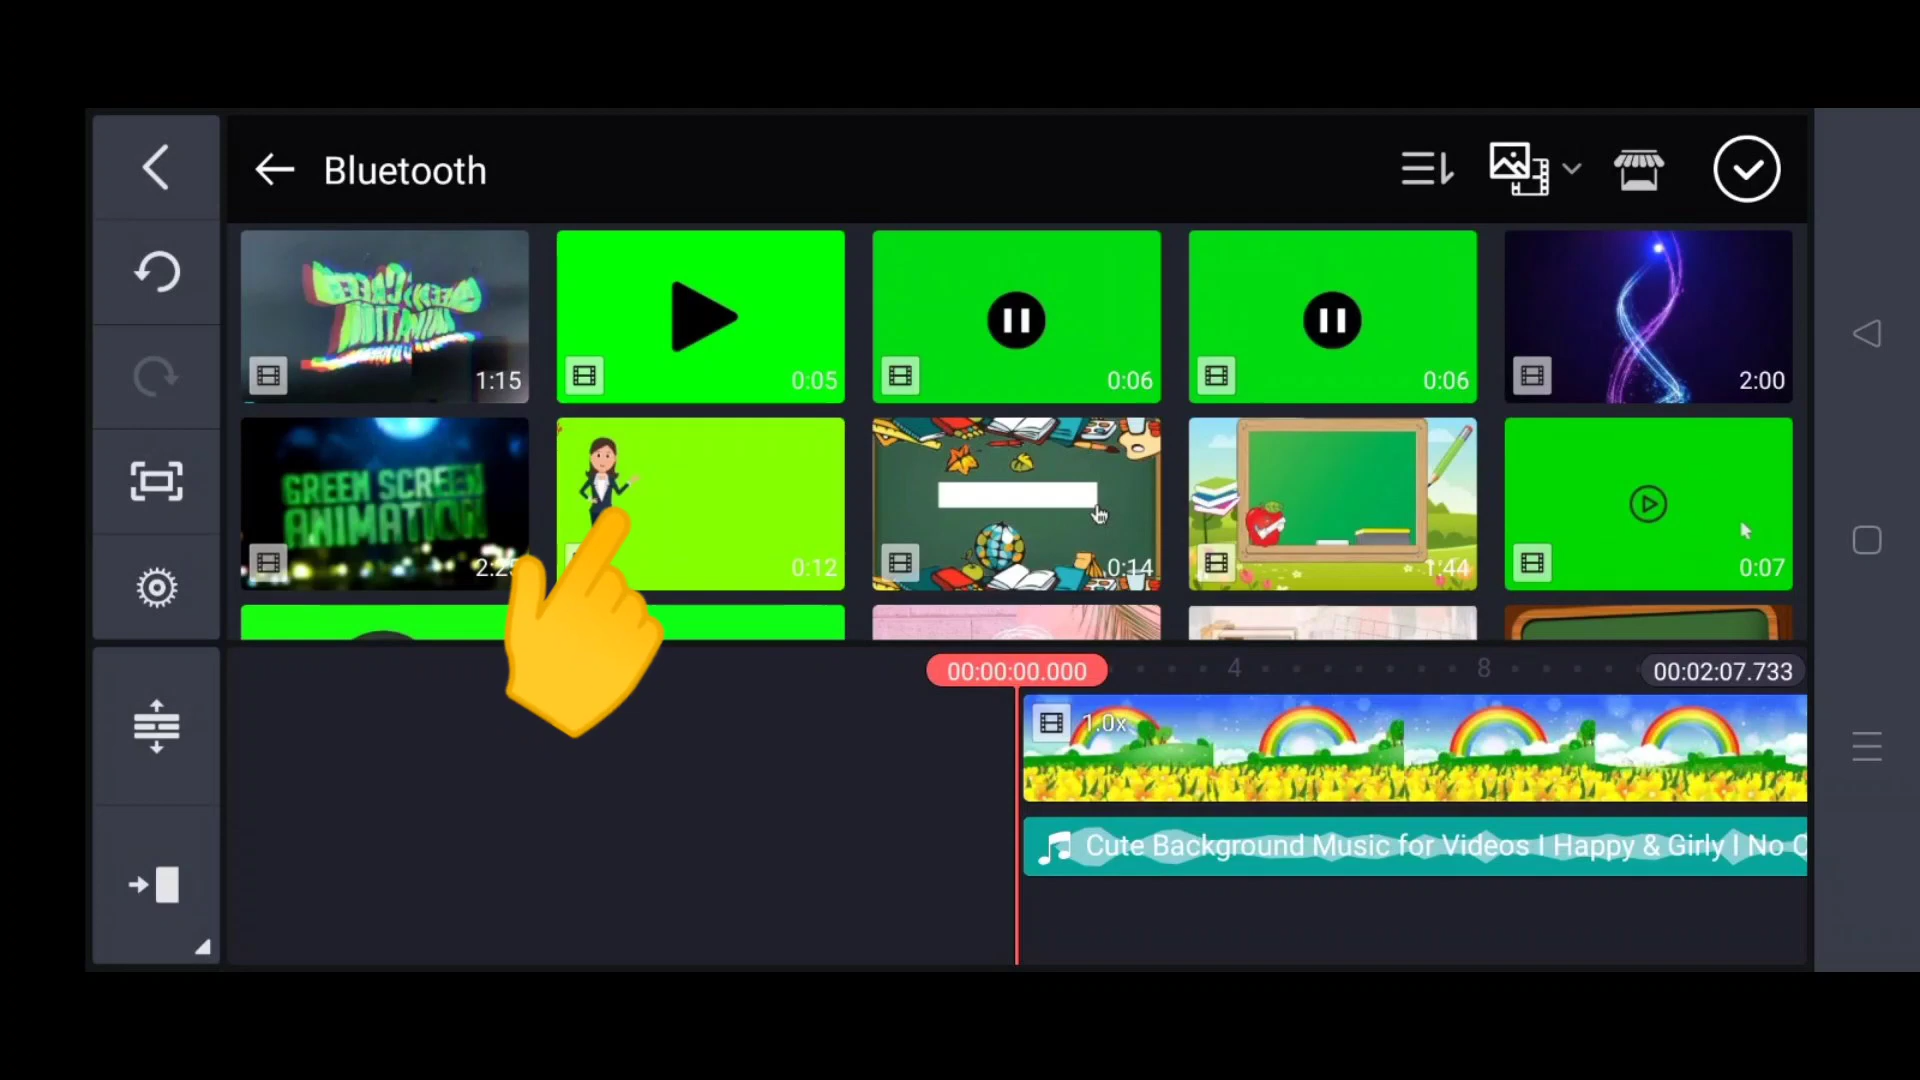 Bluetooth
1:15
0:05
0:06
0:06
2:00
GREEN SCREEN
ANIMATION
0:12
0:14
1:44
0:07
00:00:00.000
4
8
00:02:07.733
1.0x
Cute Background Music for Videos I Happy & Girly I No